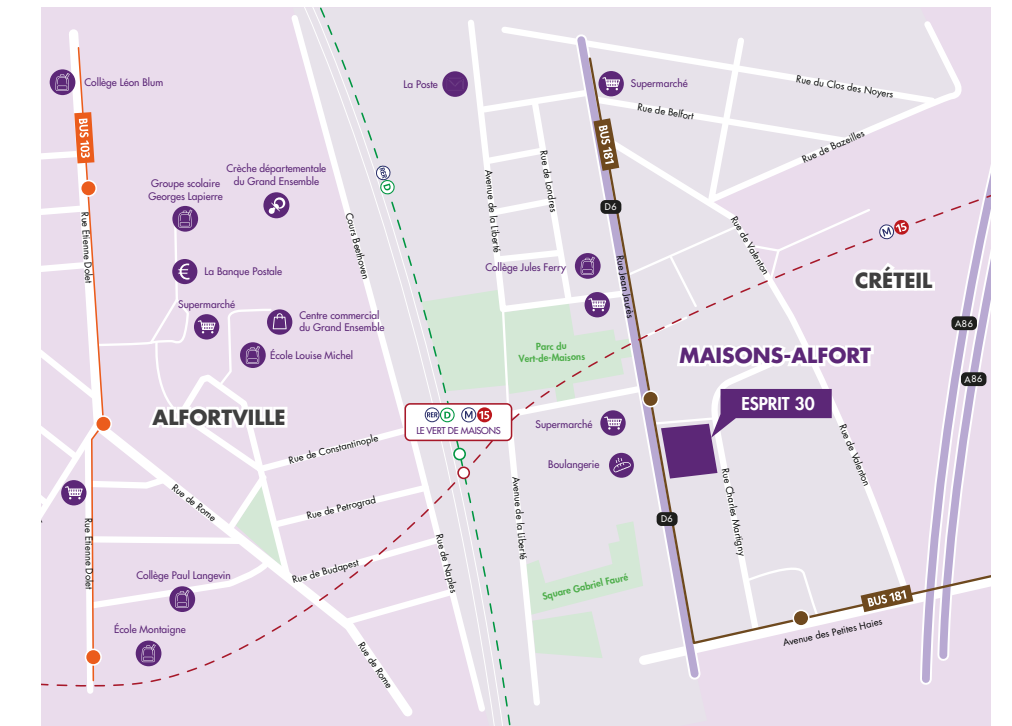 Collège Léon Blum
BUS 103
La Poste
Supermarché
Rue du Clos des Noyers
Rue de Belfort
BUS 181
Rue de Bazeilles
Crèche départementale
du Grand Ensemble
RER D
Groupe scolaire
Georges Lapierre
Rue de Londres
Avenue de la Liberté
D6
Rue Etienne Dolet
Cours Beethoven
Rue de Valenton
M 15
La Banque Postale
Collège Jules Ferry
Rue Jean Jaurès
CRÉTEIL
Supermarché
Centre commercial
du Grand Ensemble
A86
École Louise Michel
Parc du
Vert-de-Maisons
MAISONS-ALFORT
A86
ESPRIT 30
ALFORTVILLE
RER D M 15
LE VERT DE MAISONS
Supermarché
Rue de Constantinople
Boulangerie
Rue de Valenton
Rue de Rome
Rue de Petrograd
Avenue de la Liberté
Rue Charles Martigny
D6
Rue Etienne Dolet
Rue de Budapest
Rue de Naples
Collège Paul Langevin
Square Gabriel Fauré
BUS 181
École Montaigne
Avenue des Petites Haies
Rue de Rome